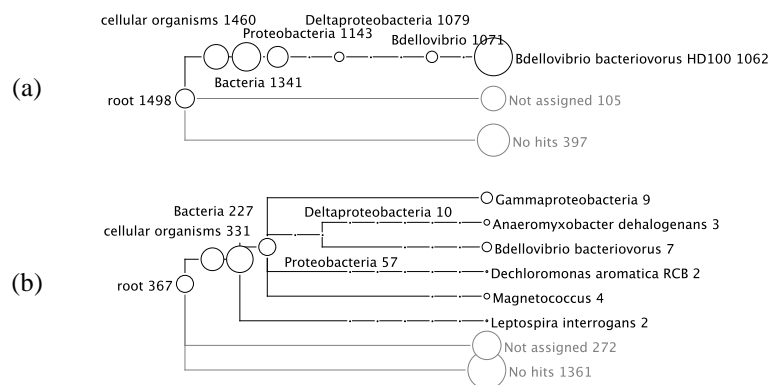 cellular organisms 1460
Deltaproteobacteria 1079
Proteobacteria 1143
Bdellovibrio 1071
Bdellovibrio bacteriovorus HD100 1062
(a)
Bacteria 1341
root 1498
Not assigned 105
No hits 397
Gammaproteobacteria 9
Bacteria 227
Deltaproteobacteria 10
Anaeromyxobacter dehalogenans 3
cellular organisms 331
Bdellovibrio bacteriovorus 7
Proteobacteria 57
Dechloromonas aromatica RCB 2
(b)
root 367
Magnetococcus 4
Leptospira interrogans 2
Not assigned 272
No hits 1361